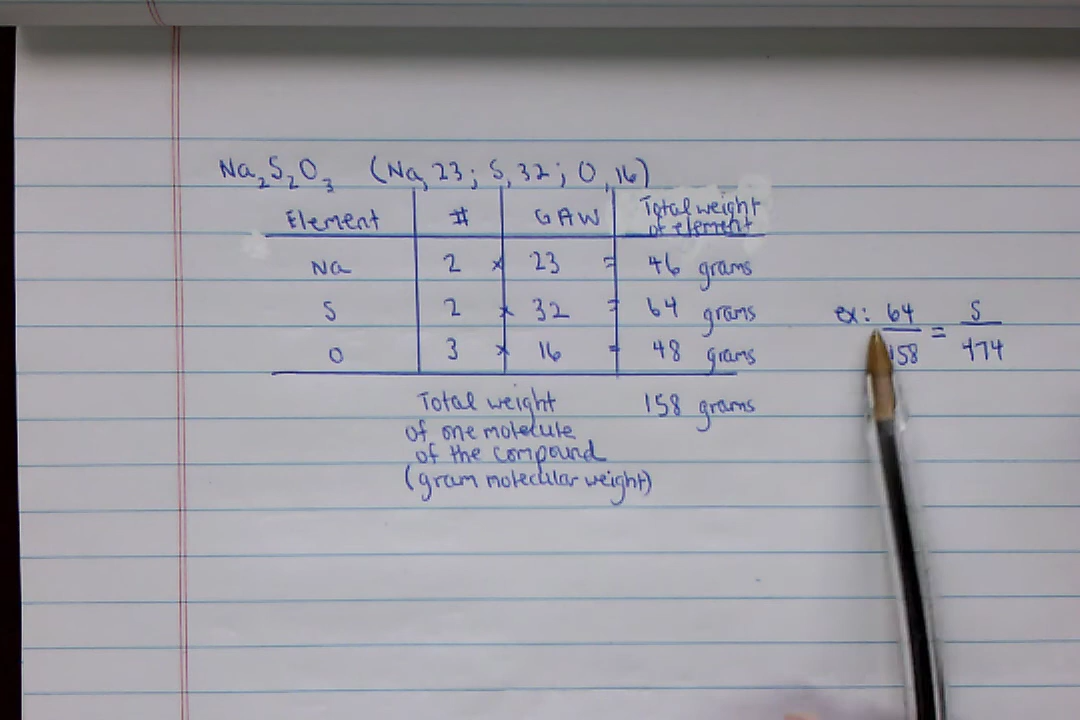 Na₂S₂O₃ (Na, 23; S, 32; O, 16)
Element # GAW Total weight of element
Na 2 × 23 = 46 grams
S 2 × 32 = 64 grams
O 3 × 16 = 48 grams
ex: 64/158 = S/474
Total weight 158 grams
of one molecule
of the compound
(gram molecular weight)